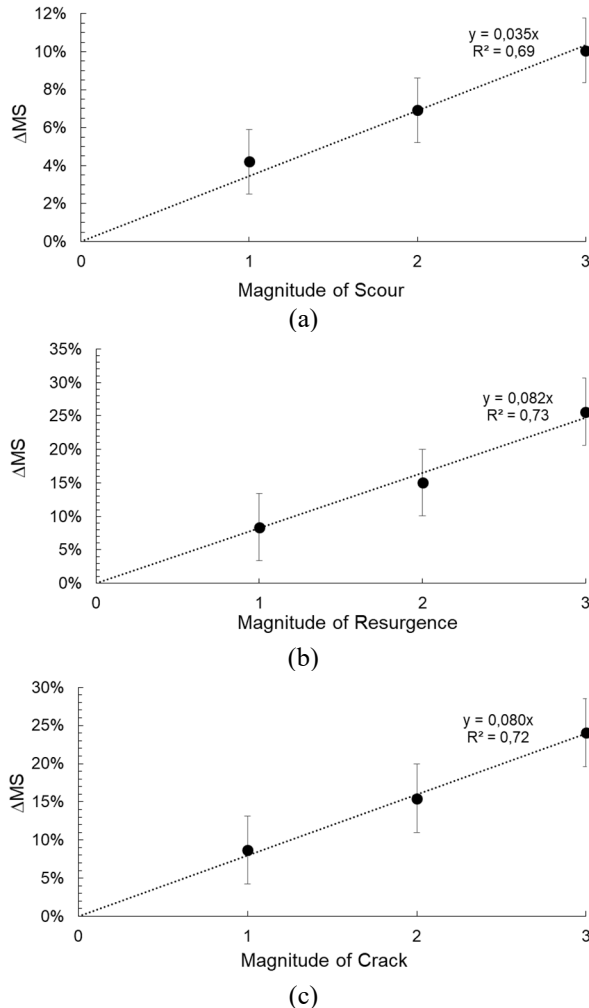 12%
10%
8%
6%
4%
2%
0%
ΔMS
y = 0,035x
R² = 0,69
0 1 2 3
Magnitude of Scour
(a)
35%
30%
25%
20%
15%
10%
5%
0%
ΔMS
y = 0,082x
R² = 0,73
0 1 2 3
Magnitude of Resurgence
(b)
30%
25%
20%
15%
10%
5%
0%
ΔMS
y = 0,080x
R² = 0,72
0 1 2 3
Magnitude of Crack
(c)